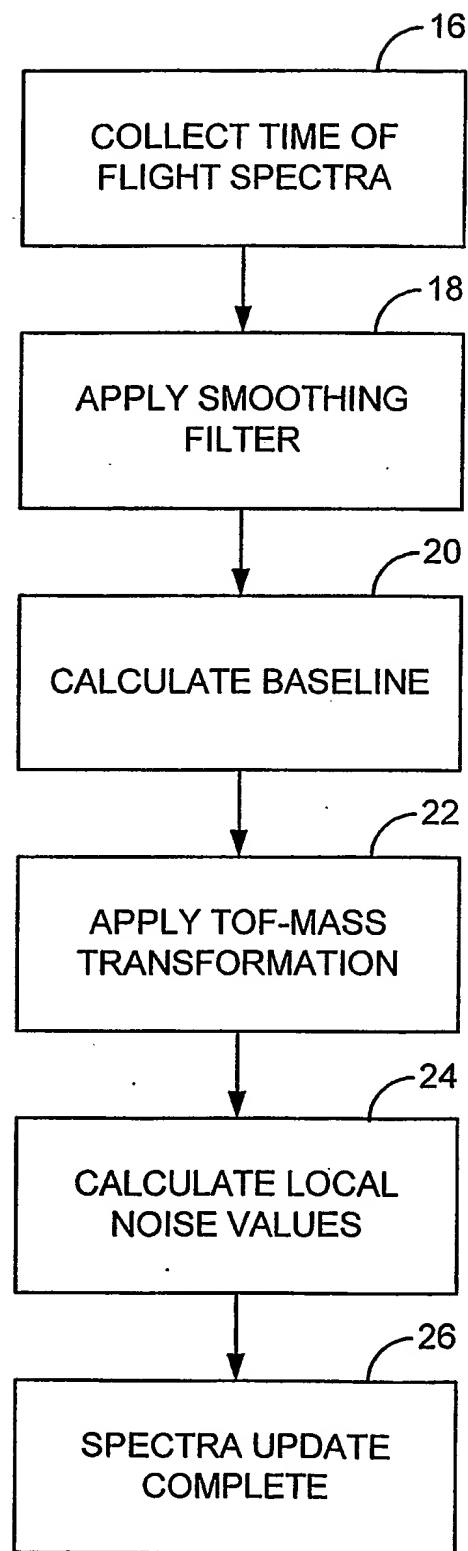 16
COLLECT TIME OF
FLIGHT SPECTRA
18
APPLY SMOOTHING
FILTER
20
CALCULATE BASELINE
22
APPLY TOF-MASS
TRANSFORMATION
24
CALCULATE LOCAL
NOISE VALUES
26
SPECTRA UPDATE
COMPLETE